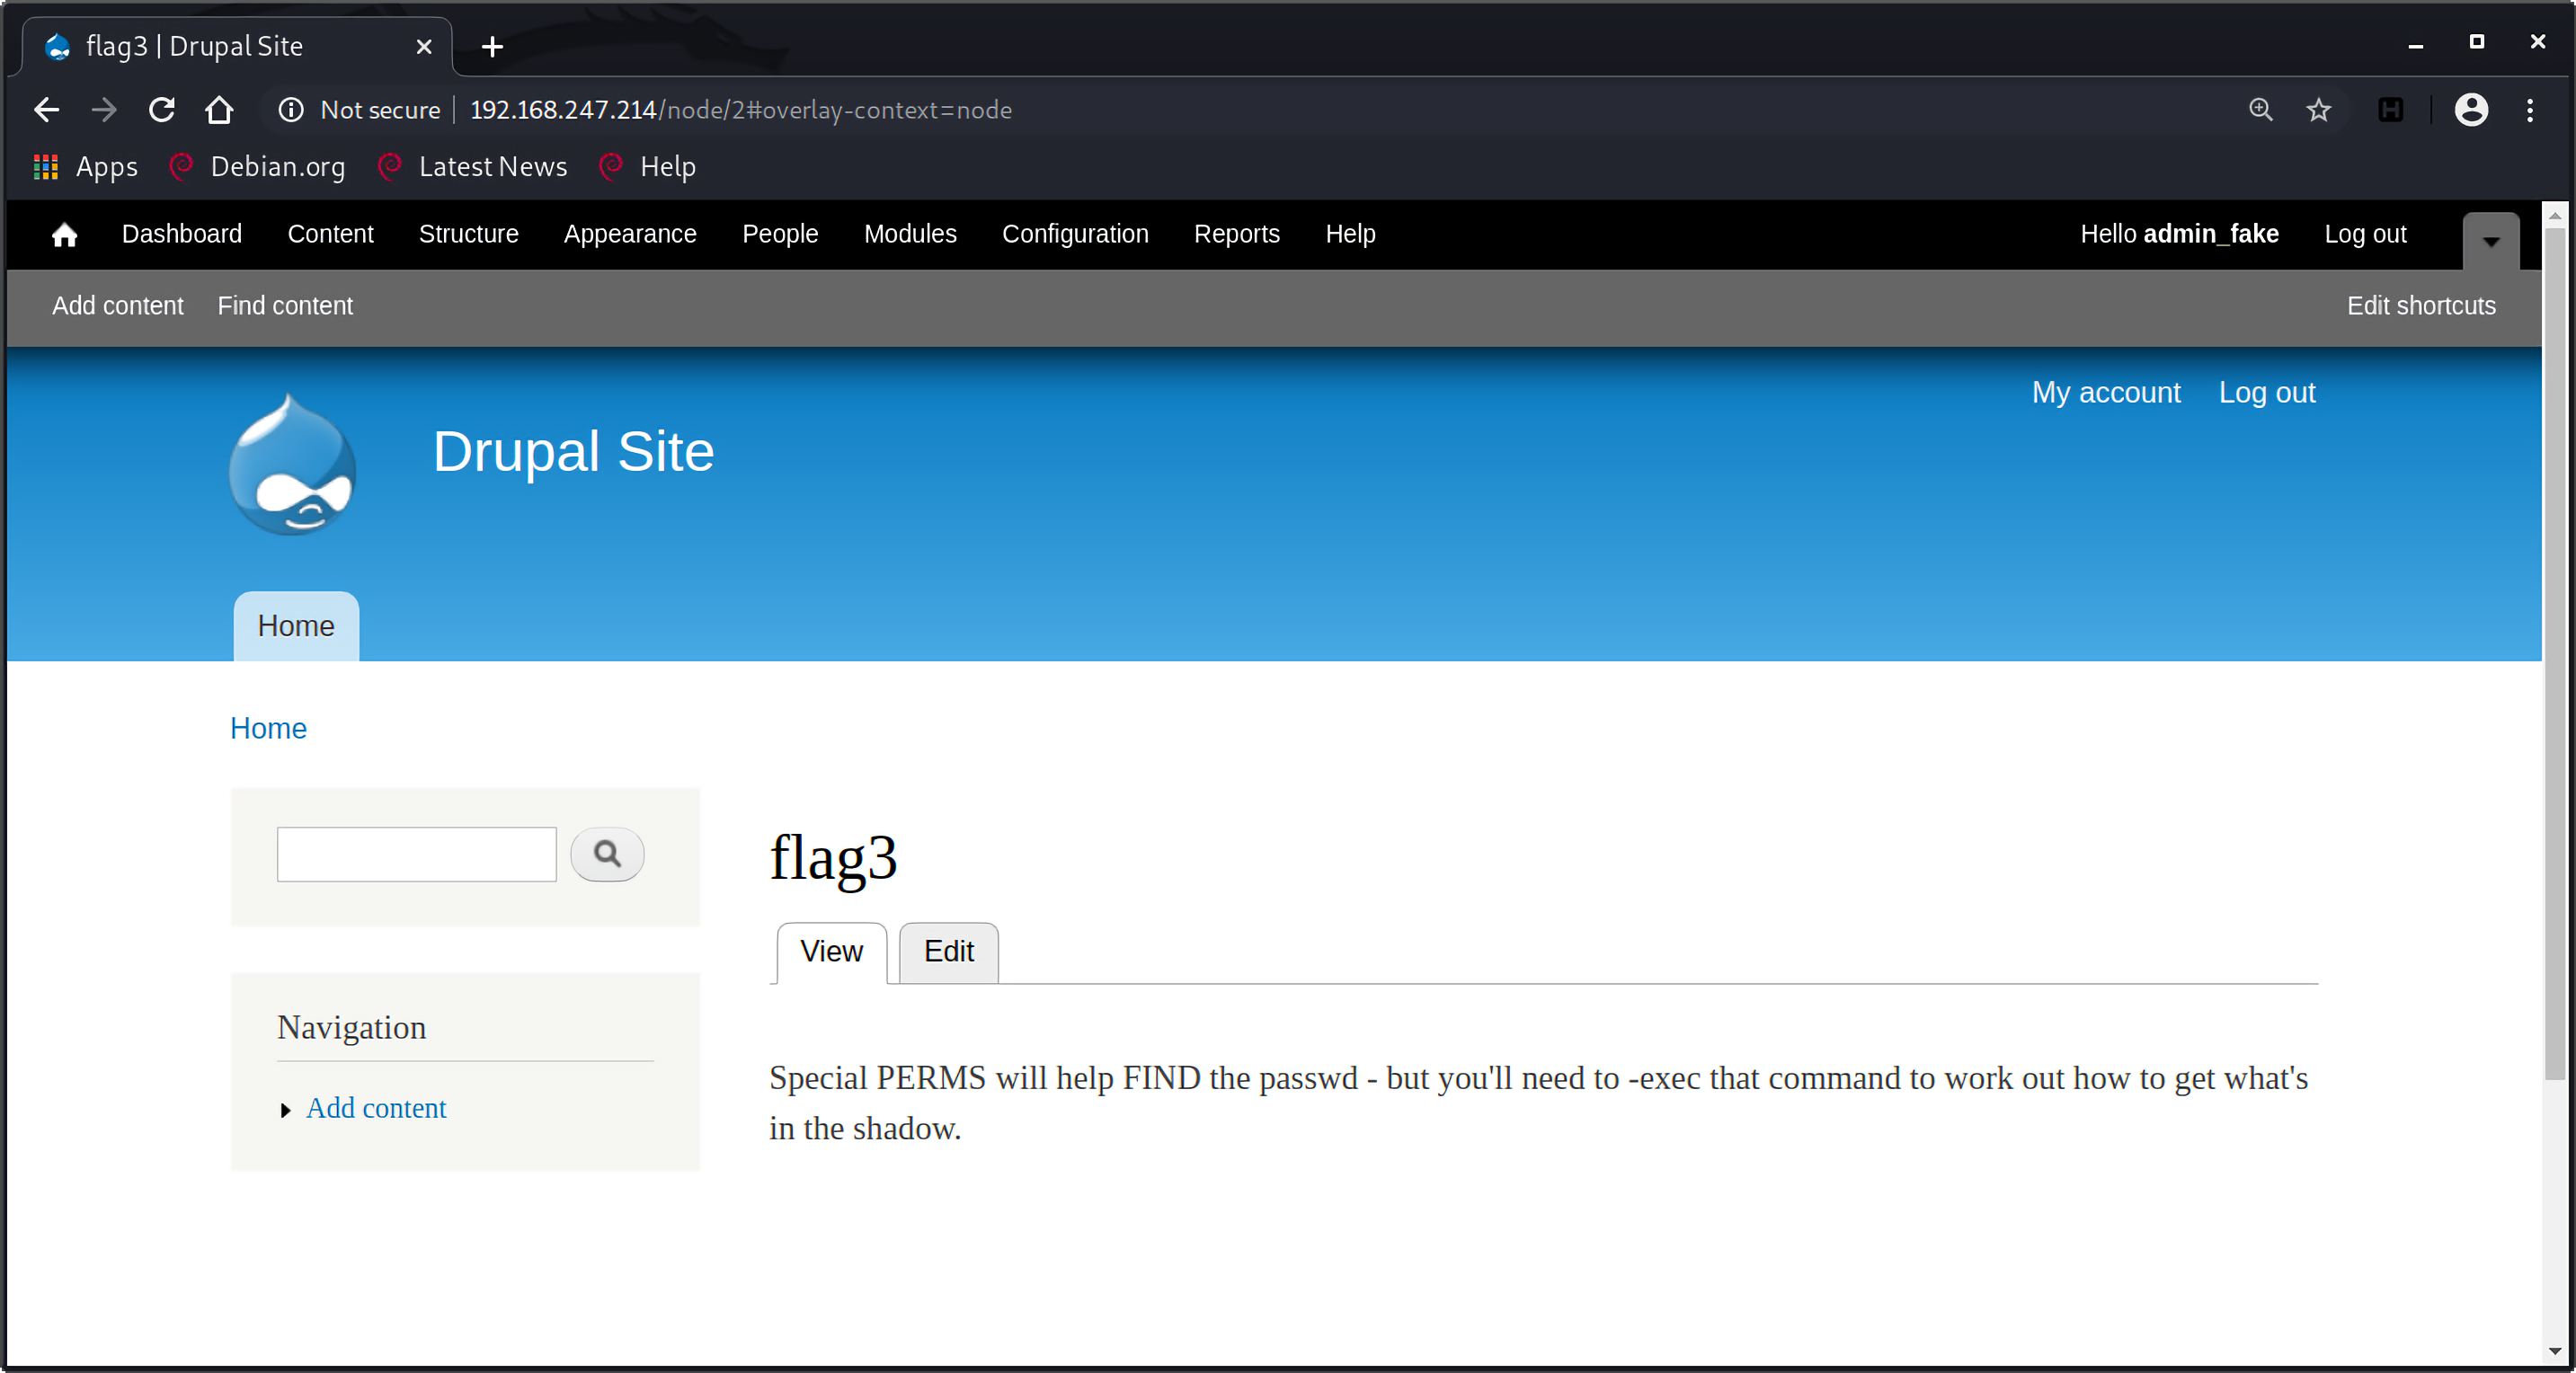 flag3 | Drupal Site
Not secure 192.168.247.214/node/2#overlay-context=node
Apps Debian.org Latest News Help
Dashboard Content Structure Appearance People Modules Configuration Reports Help Hello admin_fake Log out
Add content Find content Edit shortcuts
My account Log out
Drupal Site
Home
Home
flag3
View Edit
Navigation
Add content
Special PERMS will help FIND the passwd - but you'll need to -exec that command to work out how to get what's
in the shadow.